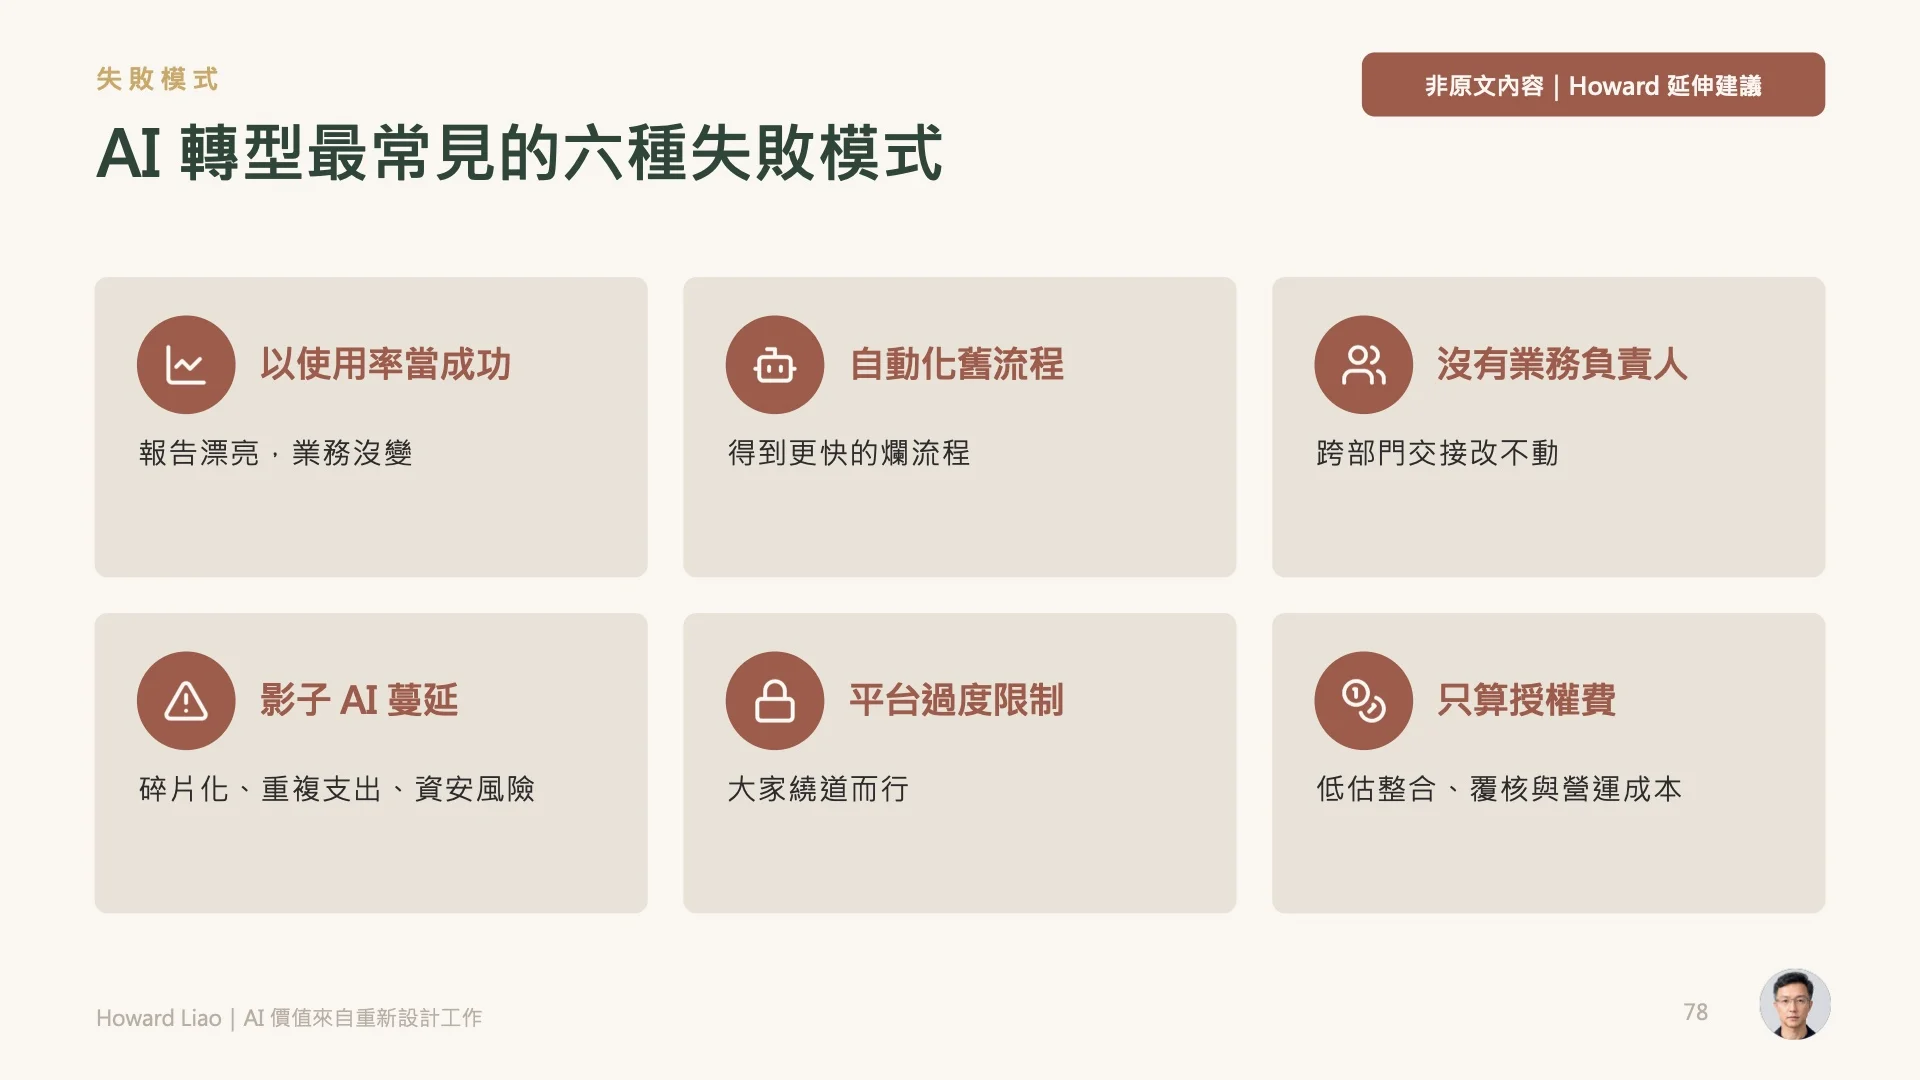 失敗模式
非原文內容｜Howard 延伸建議
AI 轉型最常見的六種失敗模式
以使用率當成功
報告漂亮，業務沒變
自動化舊流程
得到更快的爛流程
沒有業務負責人
跨部門交接改不動
影子 AI 蔓延
碎片化、重複支出、資安風險
平台過度限制
大家繞道而行
只算授權費
低估整合、覆核與營運成本
Howard Liao｜AI 價值來自重新設計工作
78